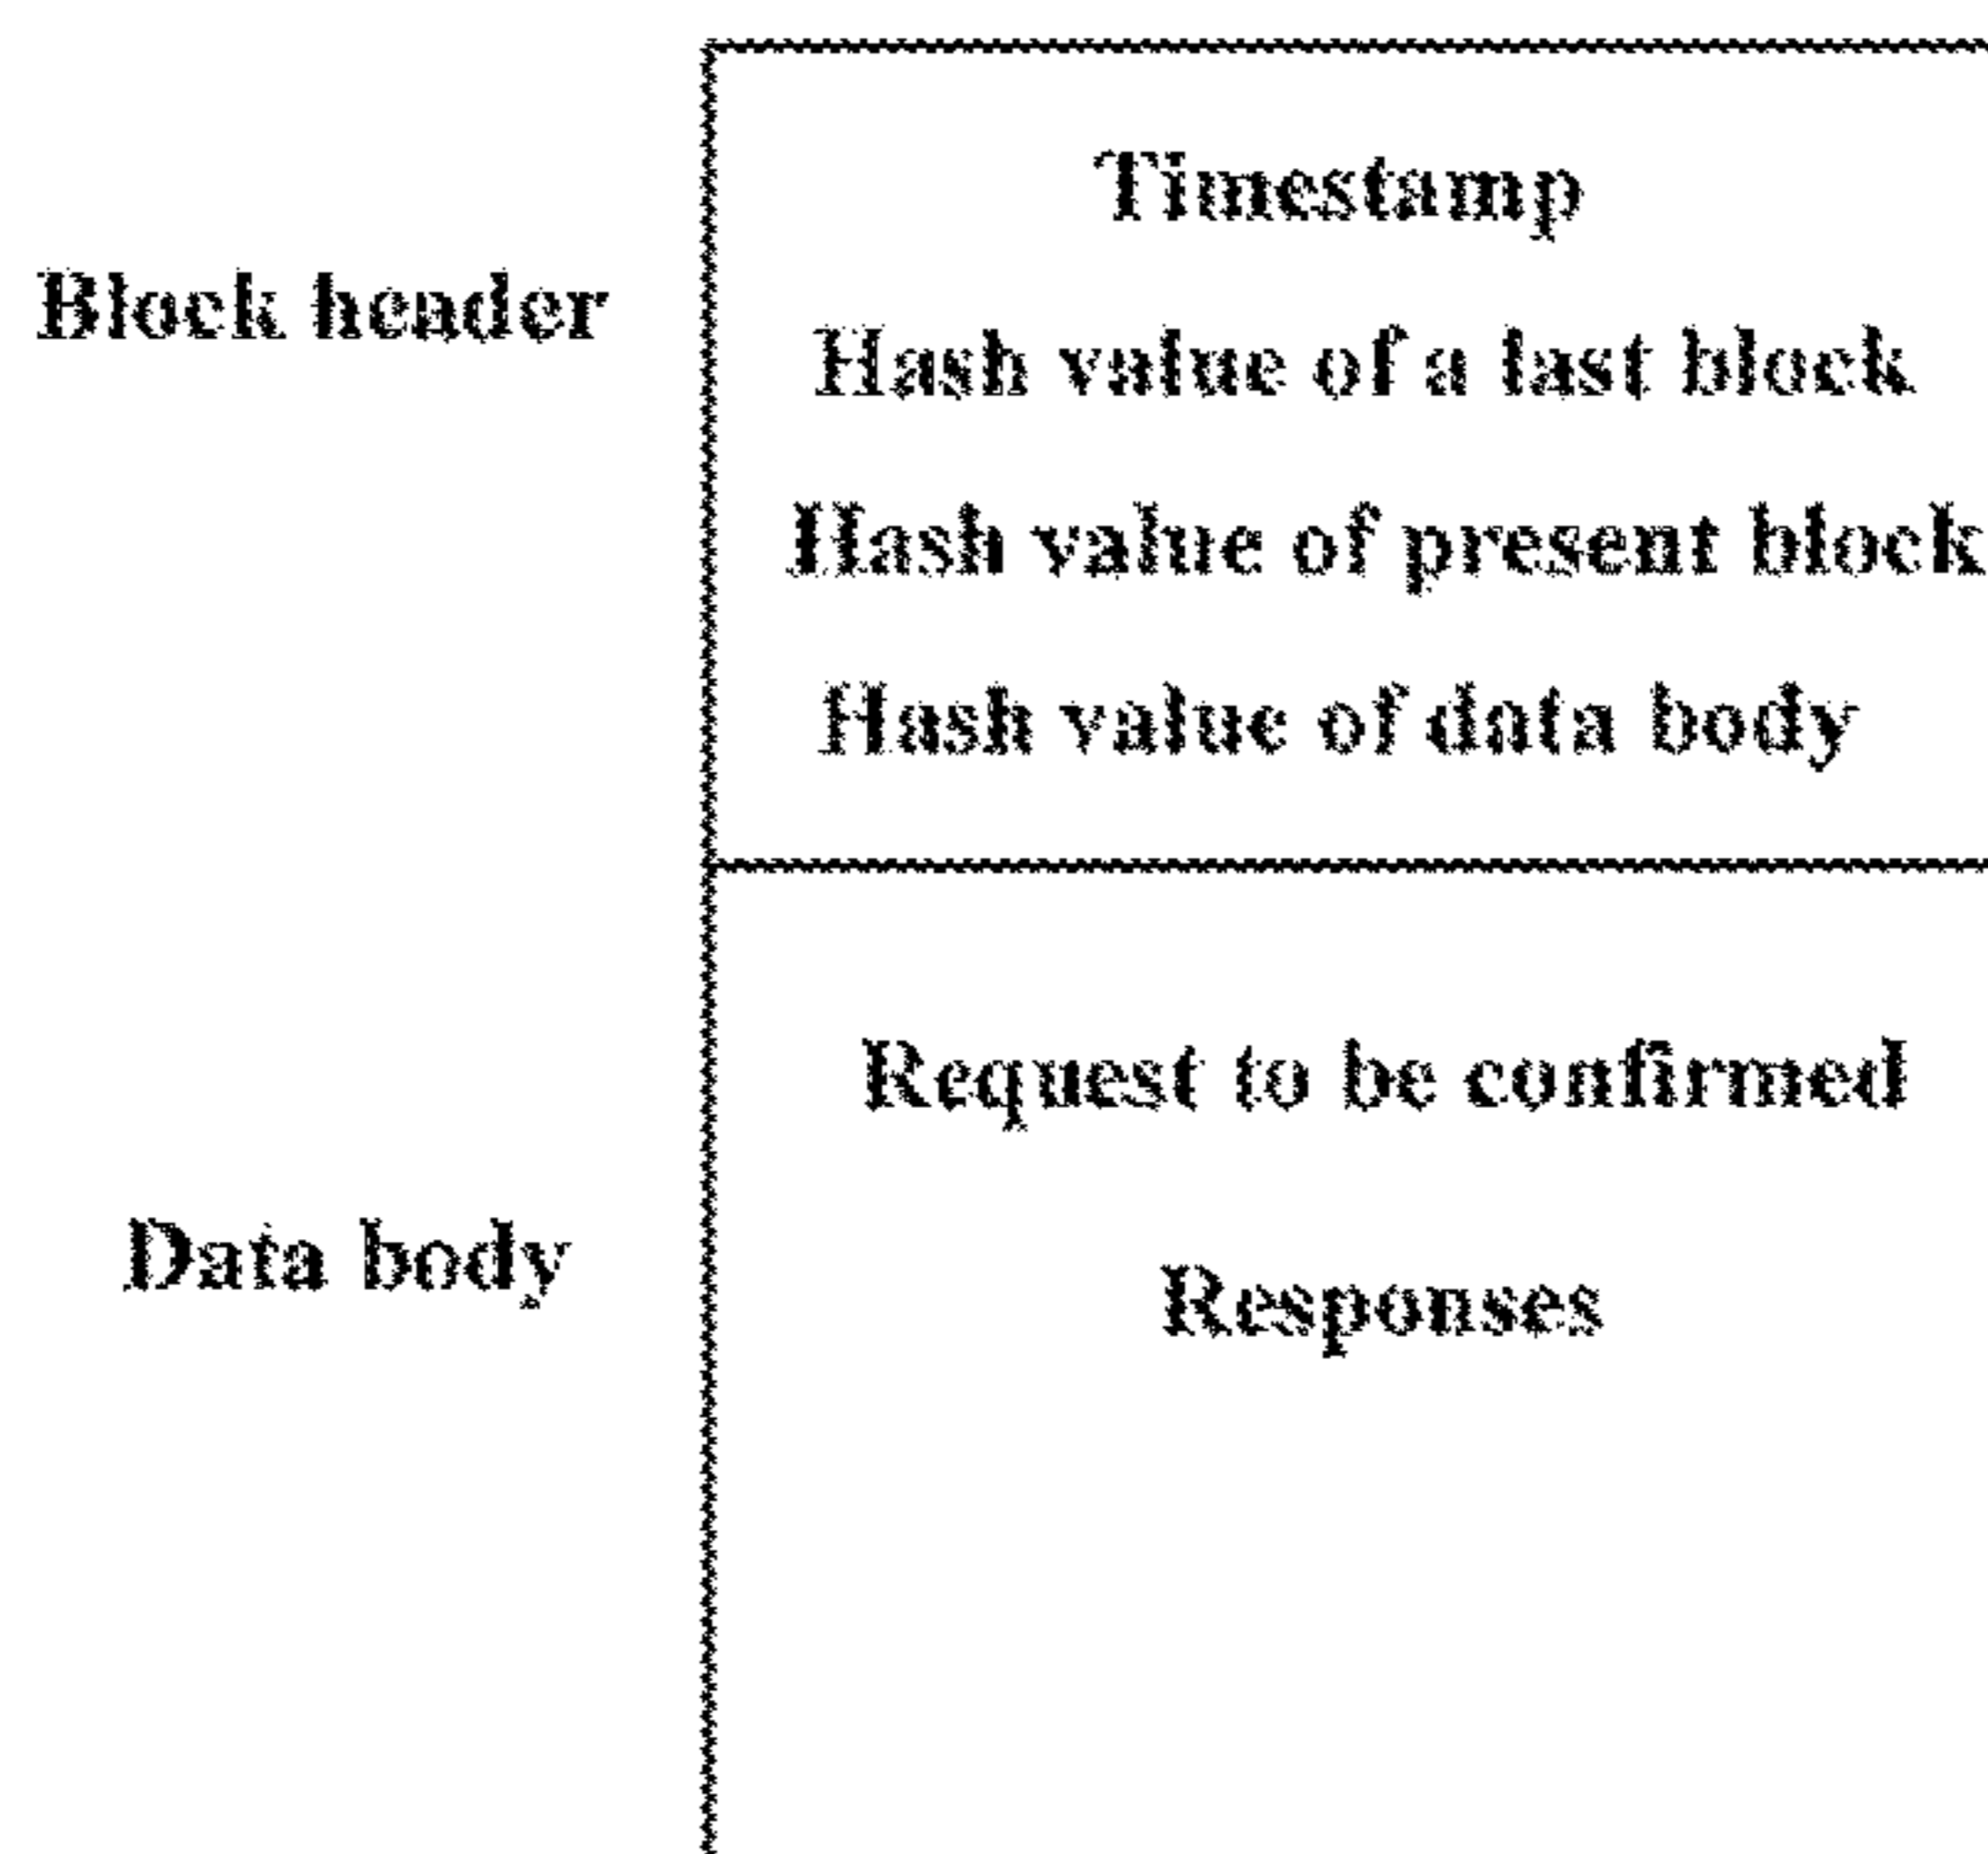 Block header
Timestamp
Hash value of a last block
Hash value of present block
Hash value of data body
Data body
Request to be confirmed
Responses